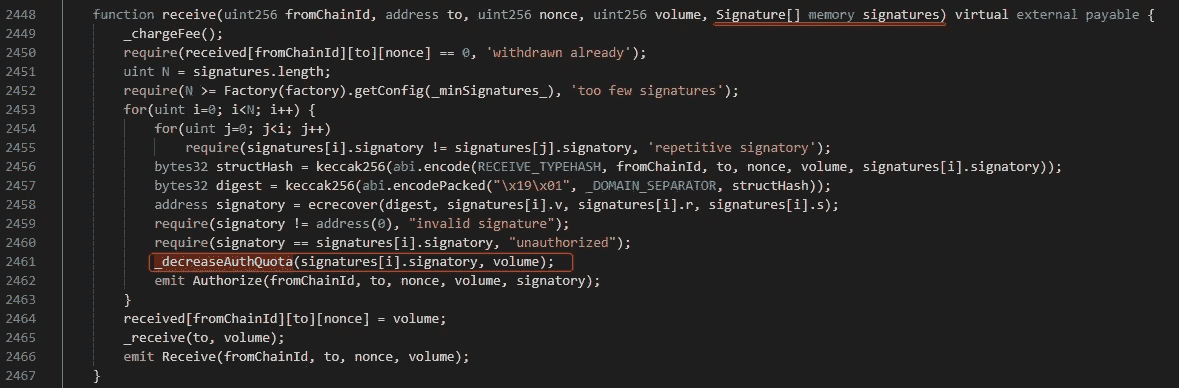 2448 function receive(uint256 fromChainId, address to, uint256 nonce, uint256 volume, Signature[] memory signatures) virtual external payable {
2449 _chargeFee();
2450 require(received[fromChainId][to][nonce] == 0, 'withdrawn already');
2451 uint N = signatures.length;
2452 require(N >= Factory(factory).getConfig(_minSignatures_), 'too few signatures');
2453 for(uint i=0; i<N; i++) {
2454 for(uint j=0; j<i; j++)
2455 require(signatures[i].signatory != signatures[j].signatory, 'repetitive signatory');
2456 bytes32 structHash = keccak256(abi.encode(RECEIVE_TYPEHASH, fromChainId, to, nonce, volume, signatures[i].signatory));
2457 bytes32 digest = keccak256(abi.encodePacked("\x19\x01", _DOMAIN_SEPARATOR, structHash));
2458 address signatory = ecrecover(digest, signatures[i].v, signatures[i].r, signatures[i].s);
2459 require(signatory != address(0), "invalid signature");
2460 require(signatory == signatures[i].signatory, "unauthorized");
2461 _decreaseAuthQuota(signatures[i].signatory, volume);
2462 emit Authorize(fromChainId, to, nonce, volume, signatory);
2463 }
2464 received[fromChainId][to][nonce] = volume;
2465 _receive(to, volume);
2466 emit Receive(fromChainId, to, nonce, volume);
2467 }